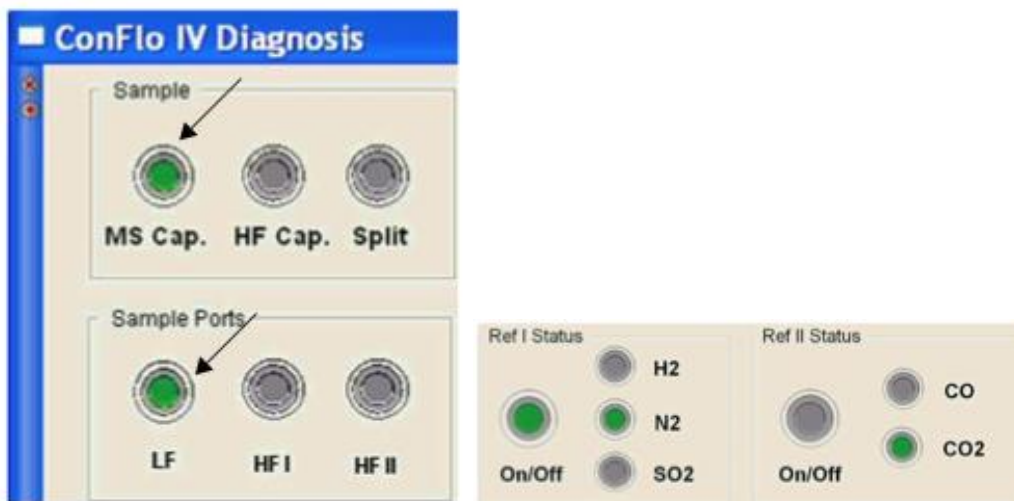 ConFlo IV Diagnosis
Sample
MS Cap. HF Cap. Split
Sample Ports
LF HF I HF II
Ref I Status
H2
N2
On/Off SO2
Ref II Status
CO
CO2
On/Off